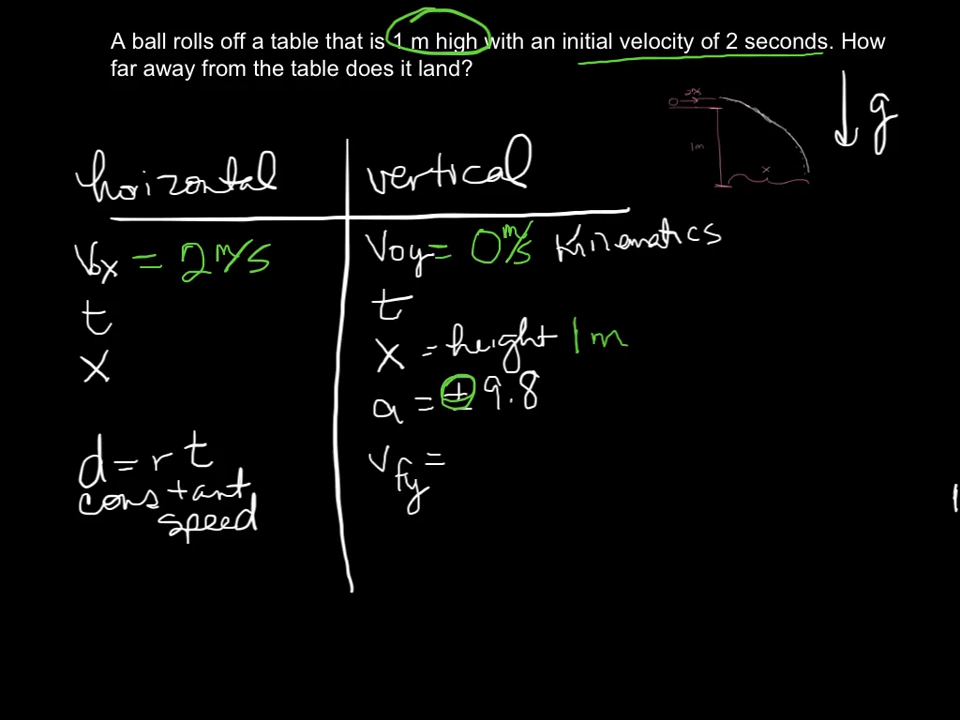 A ball rolls off a table that is 1 m high with an initial velocity of 2 seconds. How
far away from the table does it land?
1m
x
g
horizontal
vertical
Vox = 2 m/s
Voy = 0 m/s Kinematics
t
t
x
x = height 1m
a = ± 9.8
d = r t
constant
speed
Vfy =